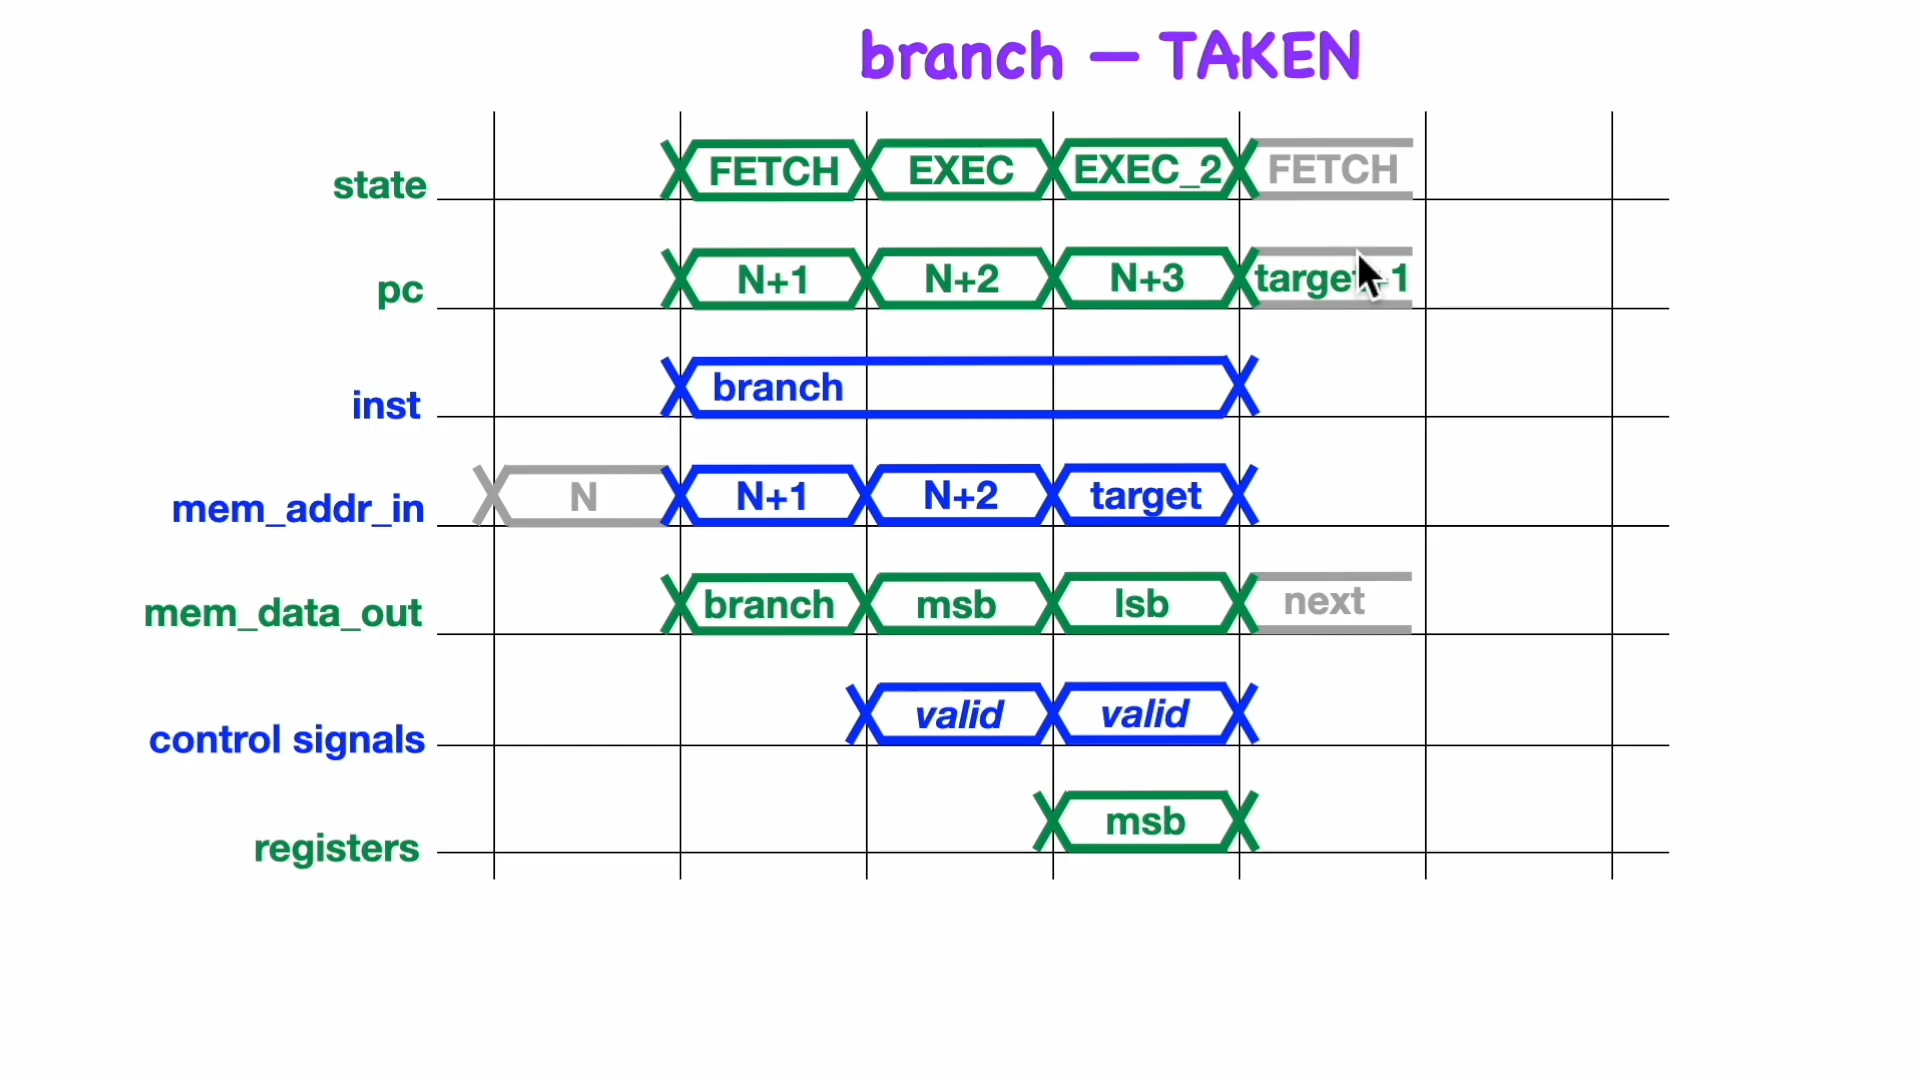 branch — TAKEN
state FETCH EXEC EXEC_2 FETCH
pc N+1 N+2 N+3
inst branch
mem_addr_in N N+1 N+2 target
mem_data_out branch msb lsb next
control signals valid valid
registers msb